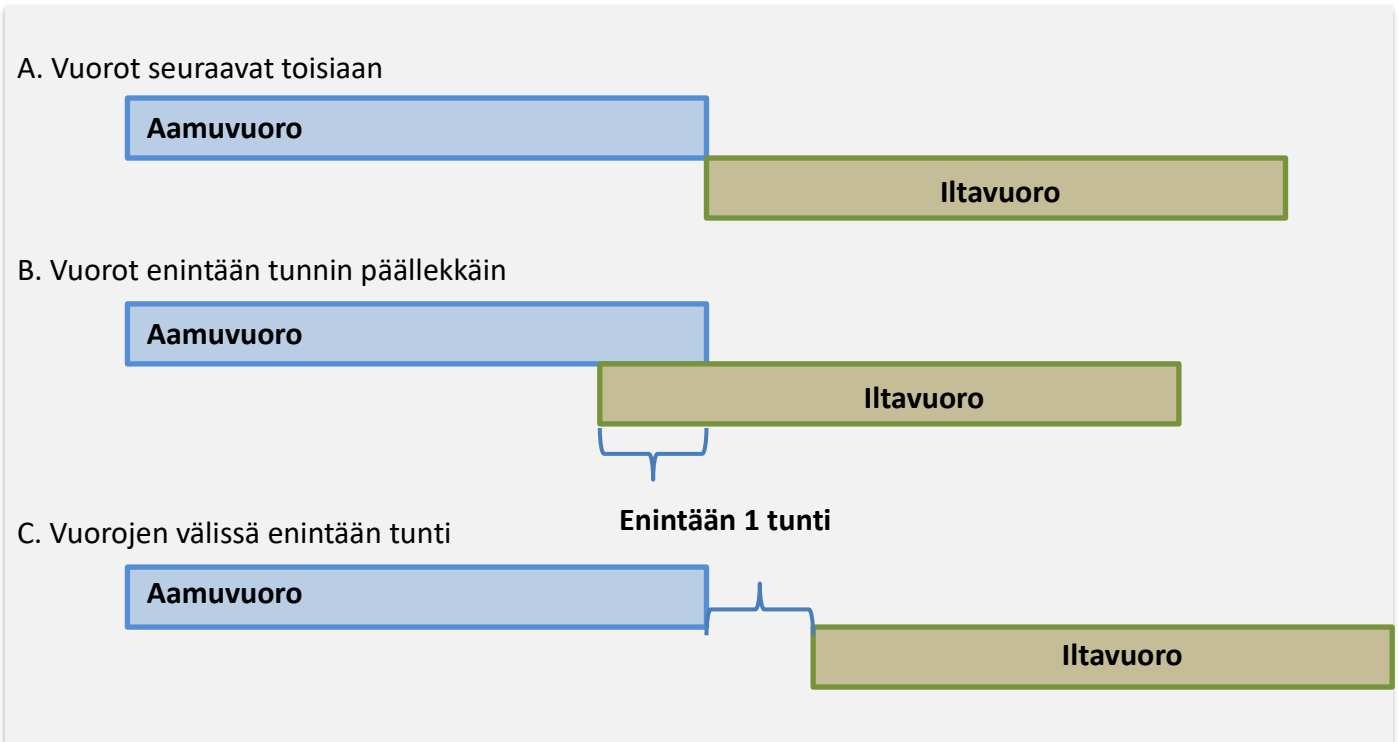 A. Vuorot seuraavat toisiaan
Aamuvuoro
Iltavuoro
B. Vuorot enintään tunnin päällekkäin
Aamuvuoro
Iltavuoro
Enintään 1 tunti
C. Vuorojen välissä enintään tunti
Aamuvuoro
Iltavuoro